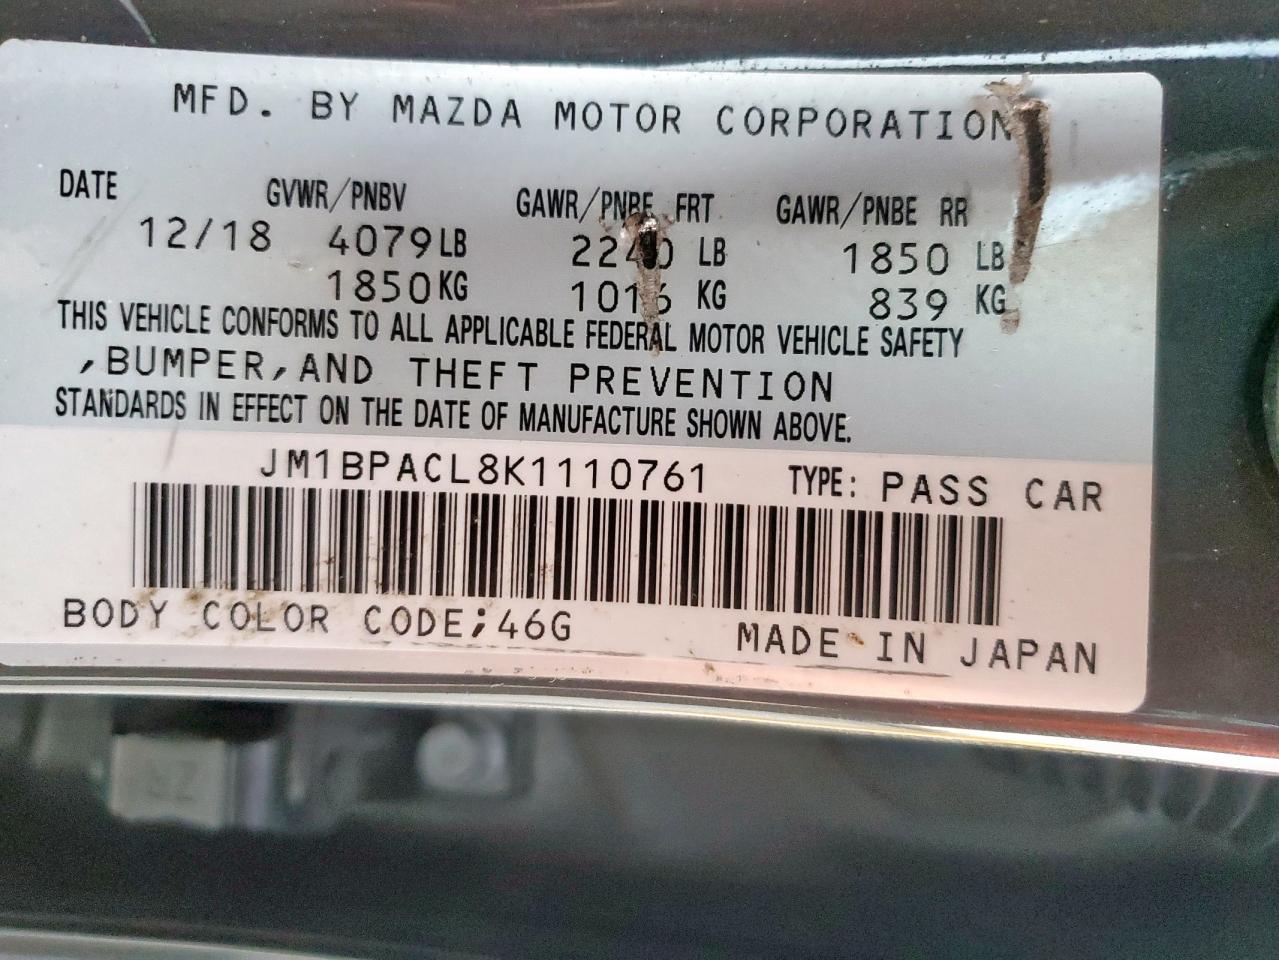 MFD. BY MAZDA MOTOR CORPORATION
DATE GVWR/PNBV GAWR/PNBE FRT GAWR/PNBE RR
12/18 4079LB 2240 LB 1850 LB
1850KG 1016 KG 839 KG
THIS VEHICLE CONFORMS TO ALL APPLICABLE FEDERAL MOTOR VEHICLE SAFETY
,BUMPER,AND THEFT PREVENTION
STANDARDS IN EFFECT ON THE DATE OF MANUFACTURE SHOWN ABOVE.
JM1BPACL8K1110761 TYPE: PASS CAR
BODY COLOR CODE;46G MADE IN JAPAN